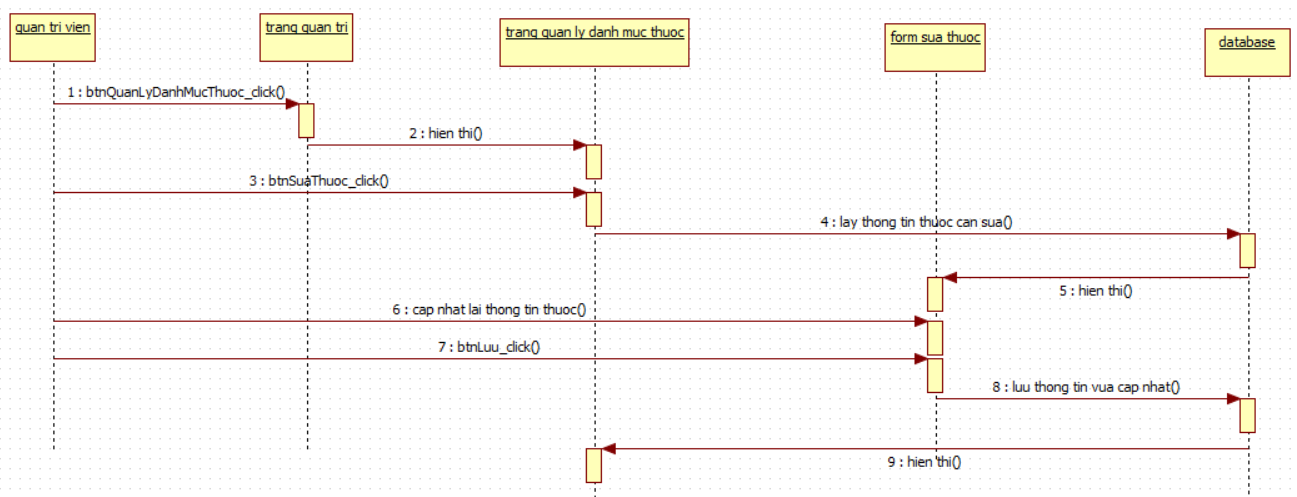 quan tri vien
trang quan tri
trang quan ly danh muc thuoc
form sua thuoc
database
1 : btnQuanLyDanhMucThuoc_click()
2 : hien thi()
3 : btnSuaThuoc_click()
4 : lay thong tin thuoc can sua()
5 : hien thi()
6 : cap nhat lai thong tin thuoc()
7 : btnLuu_click()
8 : luu thong tin vua cap nhat()
9 : hien thi()